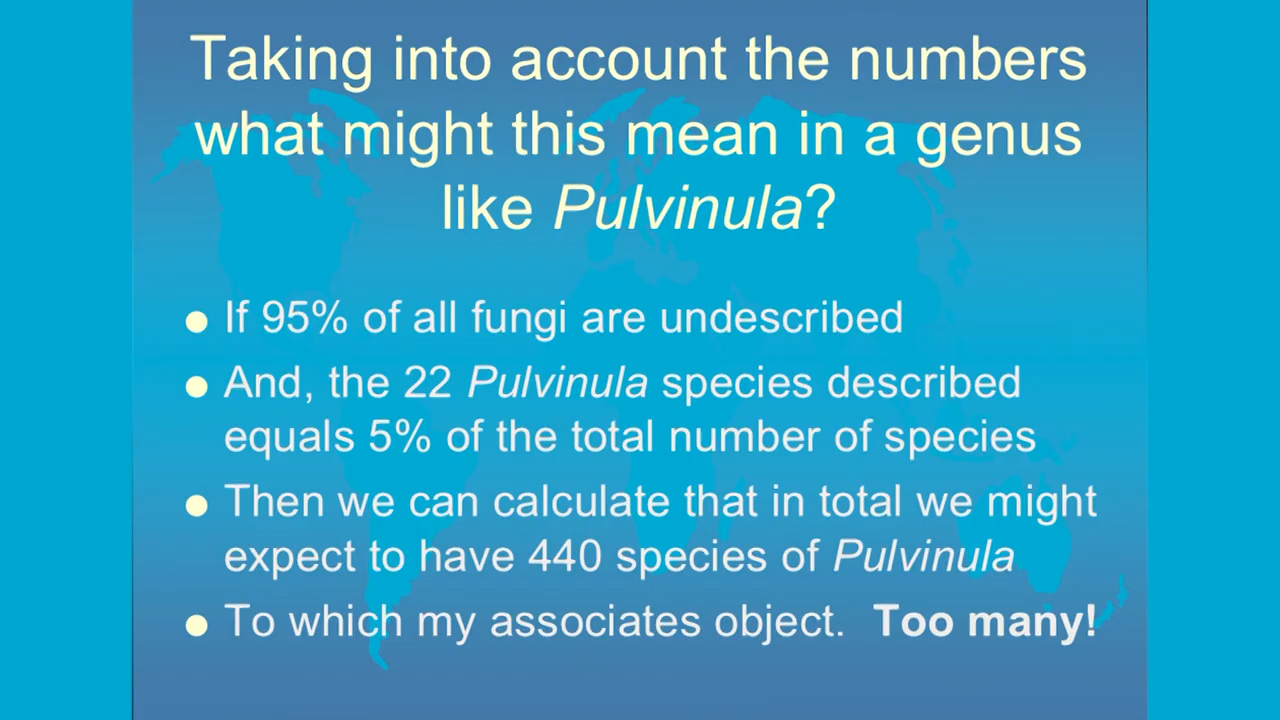 Taking into account the numbers
what might this mean in a genus
like Pulvinula?
● If 95% of all fungi are undescribed
● And, the 22 Pulvinula species described
equals 5% of the total number of species
● Then we can calculate that in total we might
expect to have 440 species of Pulvinula
● To which my associates object. Too many!